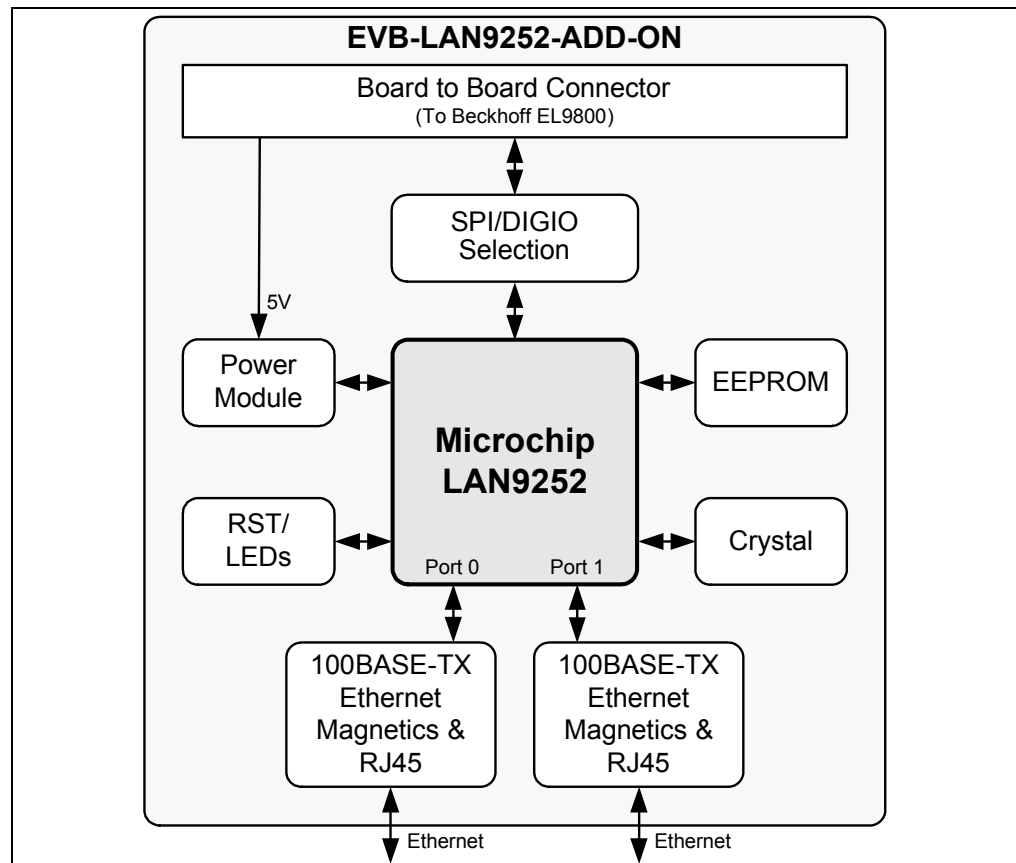 EVB-LAN9252-ADD-ON
Board to Board Connector
(To Beckhoff EL9800)
SPI/DIGIO
Selection
5V
Power
Module
EEPROM
Microchip
LAN9252
RST/
LEDs
Crystal
Port 0
Port 1
100BASE-TX
Ethernet
Magnetics &
RJ45
100BASE-TX
Ethernet
Magnetics &
RJ45
Ethernet
Ethernet